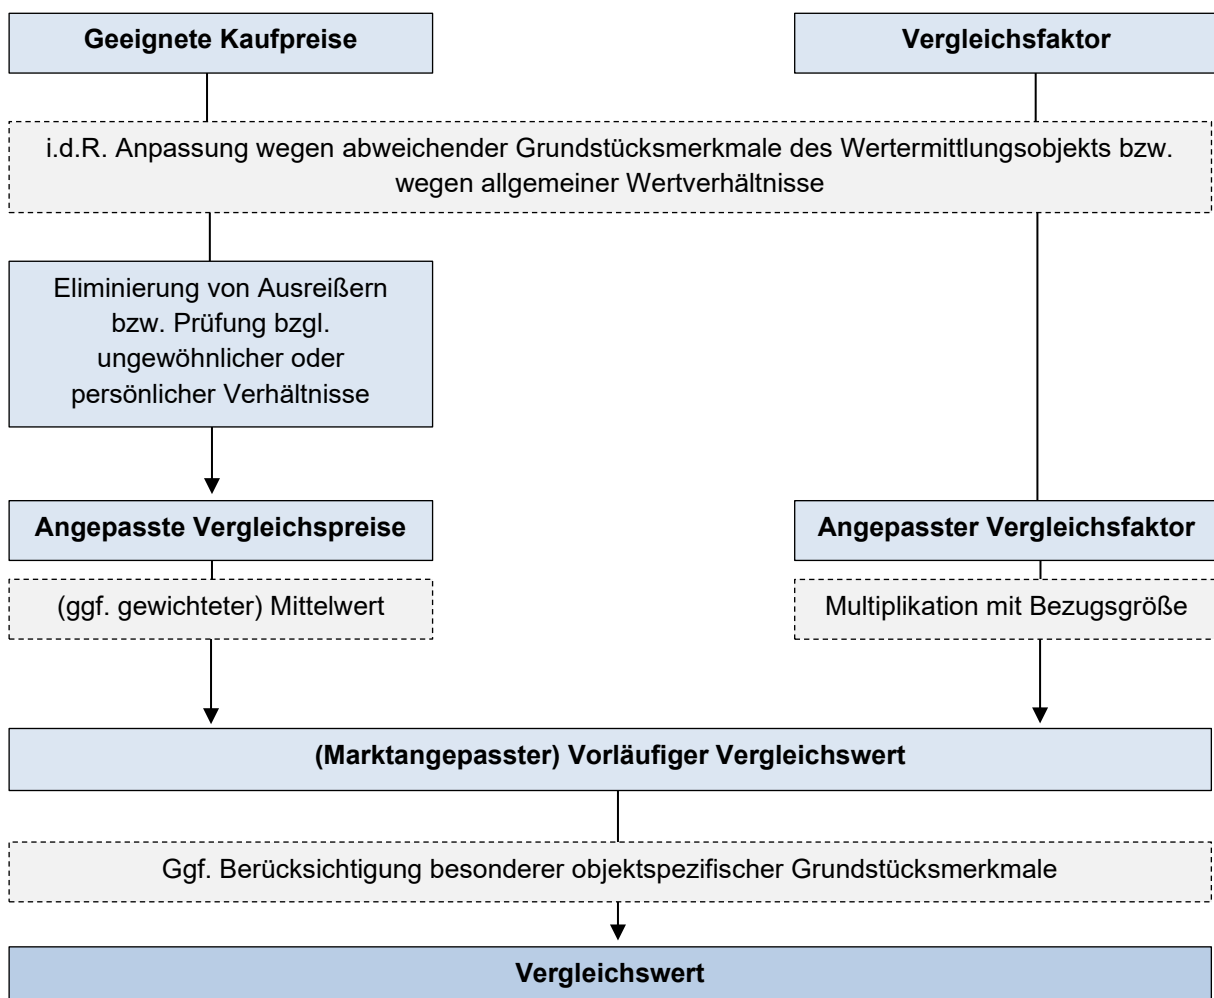 Geeignete Kaufpreise
Vergleichsfaktor
i.d.R. Anpassung wegen abweichender Grundstücksmerkmale des Wertermittlungsobjekts bzw.
wegen allgemeiner Wertverhältnisse
Eliminierung von Ausreißern
bzw. Prüfung bzgl.
ungewöhnlicher oder
persönlicher Verhältnisse
Angepasste Vergleichspreise
Angepasster Vergleichsfaktor
(ggf. gewichteter) Mittelwert
Multiplikation mit Bezugsgröße
(Marktangepasster) Vorläufiger Vergleichswert
Ggf. Berücksichtigung besonderer objektspezifischer Grundstücksmerkmale
Vergleichswert